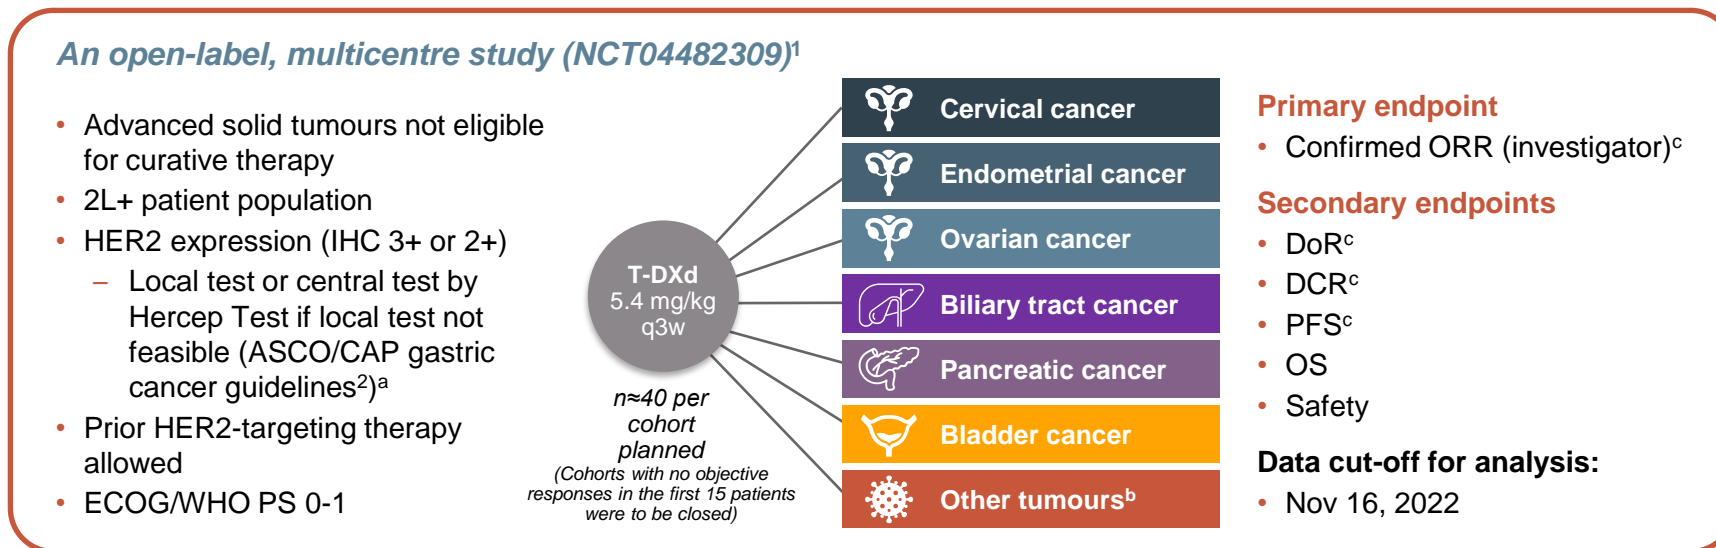 An open-label, multicentre study (NCT04482309)¹
• Advanced solid tumours not eligible
for curative therapy
• 2L+ patient population
• HER2 expression (IHC 3+ or 2+)
– Local test or central test by
Hercep Test if local test not
feasible (ASCO/CAP gastric
cancer guidelines²)ᵃ
• Prior HER2-targeting therapy
allowed
• ECOG/WHO PS 0-1
T-DXd
5.4 mg/kg
q3w
n≈40 per
cohort
planned
(Cohorts with no objective
responses in the first 15 patients
were to be closed)
Cervical cancer
Endometrial cancer
Ovarian cancer
Biliary tract cancer
Pancreatic cancer
Bladder cancer
Other tumoursᵇ
Primary endpoint
• Confirmed ORR (investigator)ᶜ
Secondary endpoints
• DoRᶜ
• DCRᶜ
• PFSᶜ
• OS
• Safety
Data cut-off for analysis:
• Nov 16, 2022